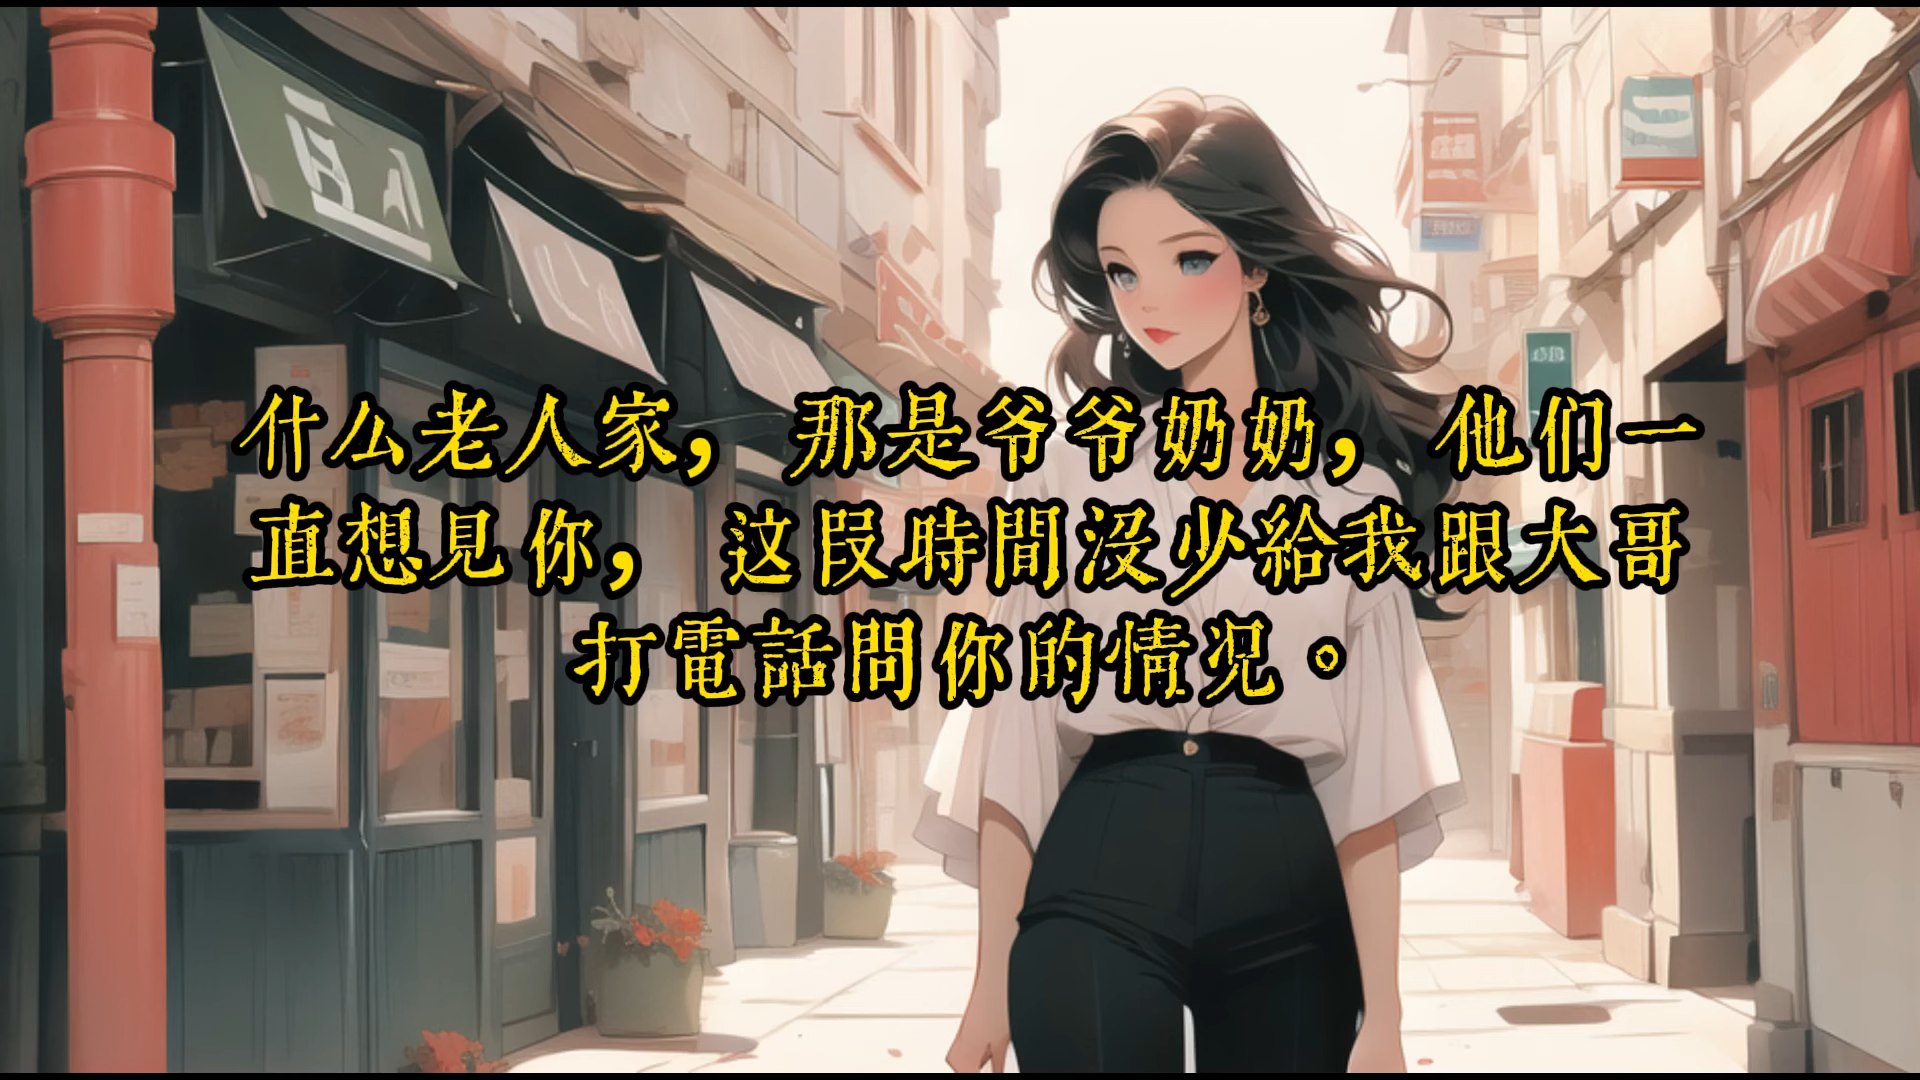 什么老人家，那是爷爷奶奶，他们一
直想見你，这段時間没少給我跟大哥
打電話問你的情况。